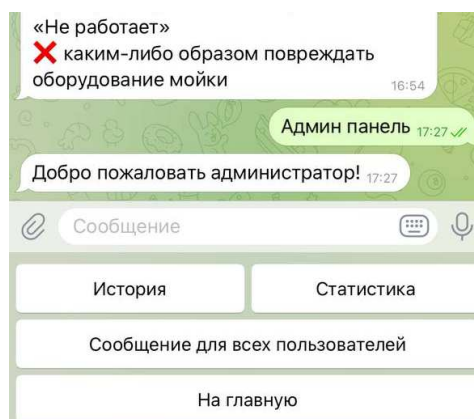 «Не работает»
❌ каким-либо образом повреждать
оборудование мойки
16:54
Админ панель 17:27
Добро пожаловать администратор! 17:27
Сообщение
История Статистика
Сообщение для всех пользователей
На главную